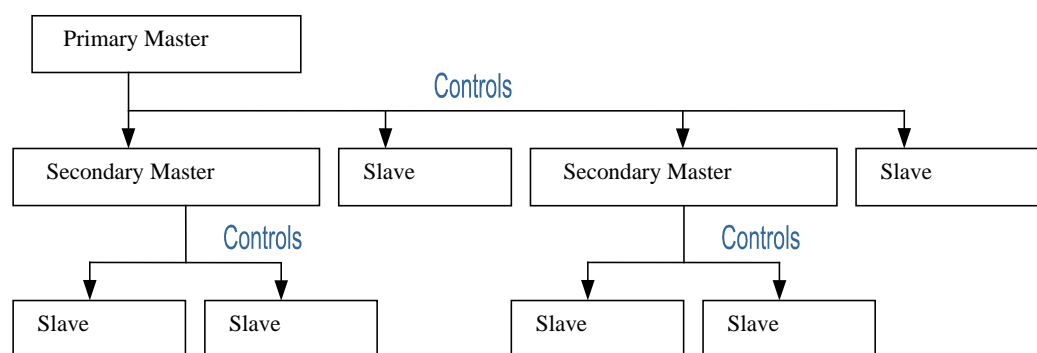 Primary Master
Controls
Secondary Master
Slave
Secondary Master
Slave
Controls
Controls
Slave
Slave
Slave
Slave